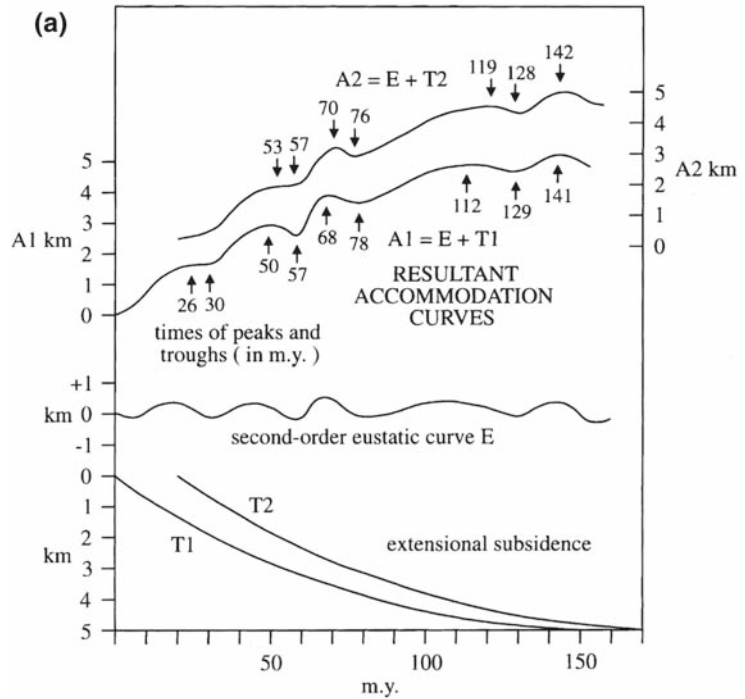 (a)
142
119
128
A2 = E + T2
70
76
53
57
5
4
3
2
1
0
A1 km
5
4
3
2
1
0
A2 km
26
30
50
57
68
78
112
129
141
A1 = E + T1
RESULTANT
ACCOMMODATION
CURVES
times of peaks and
troughs ( in m.y.)
+1
km 0
-1
second-order eustatic curve E
0
1
2
km
3
4
5
T2
T1
extensional subsidence
50
100
150
m.y.